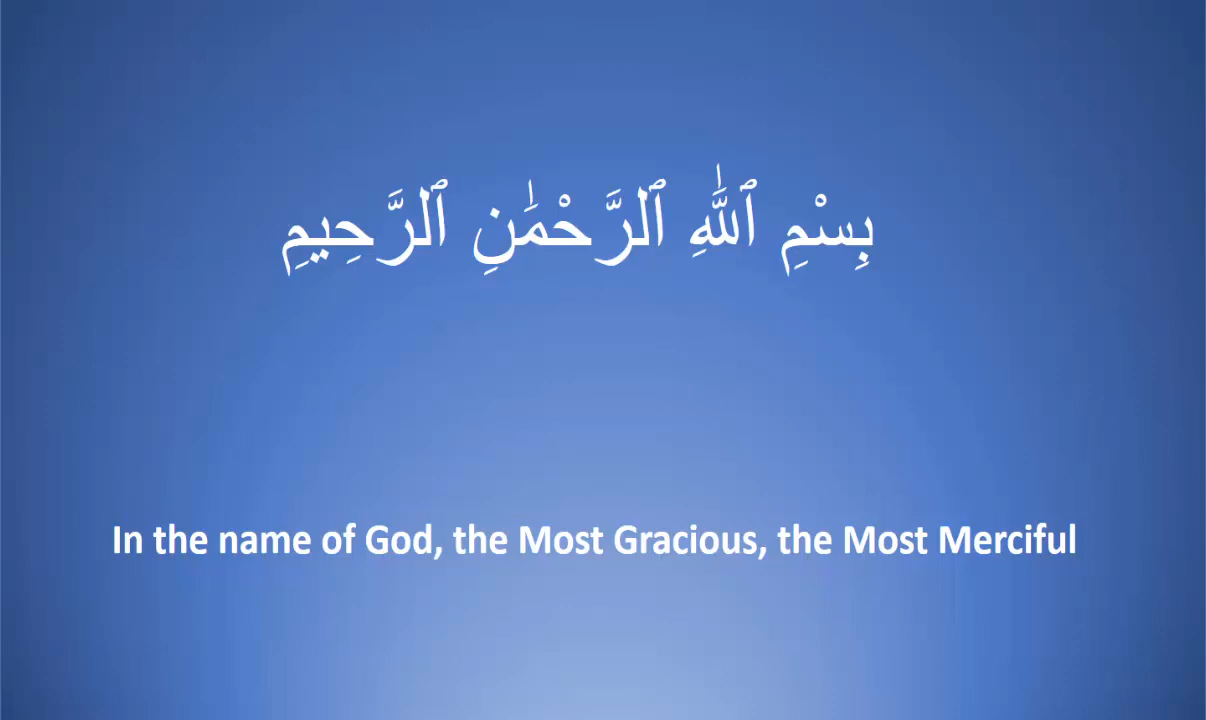 بِسْمِ ٱللَّٰهِ ٱلرَّحْمَٰنِ ٱلرَّحِيمِ
In the name of God, the Most Gracious, the Most Merciful